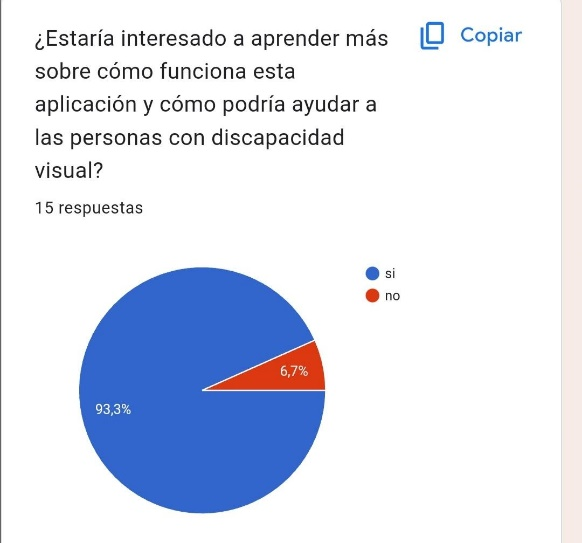 ¿Estaría interesado a aprender más
Copiar
sobre cómo funciona esta
aplicación y cómo podría ayudar a
las personas con discapacidad
visual?
15 respuestas
si
no
6,7%
93,3%